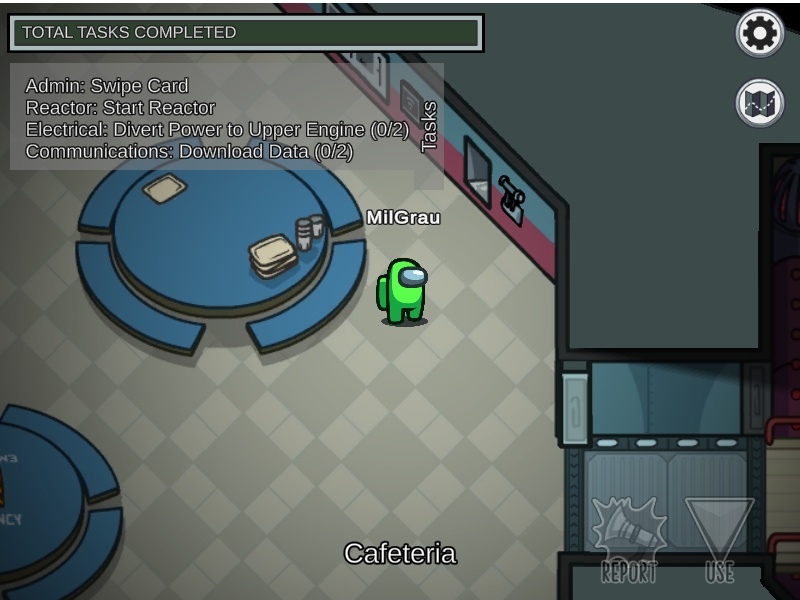 TOTAL TASKS COMPLETED
Admin: Swipe Card
Reactor: Start Reactor
Electrical: Divert Power to Upper Engine (0/2)
Communications: Download Data (0/2)
Tasks
MilGrau
Cafeteria
REPORT
USE